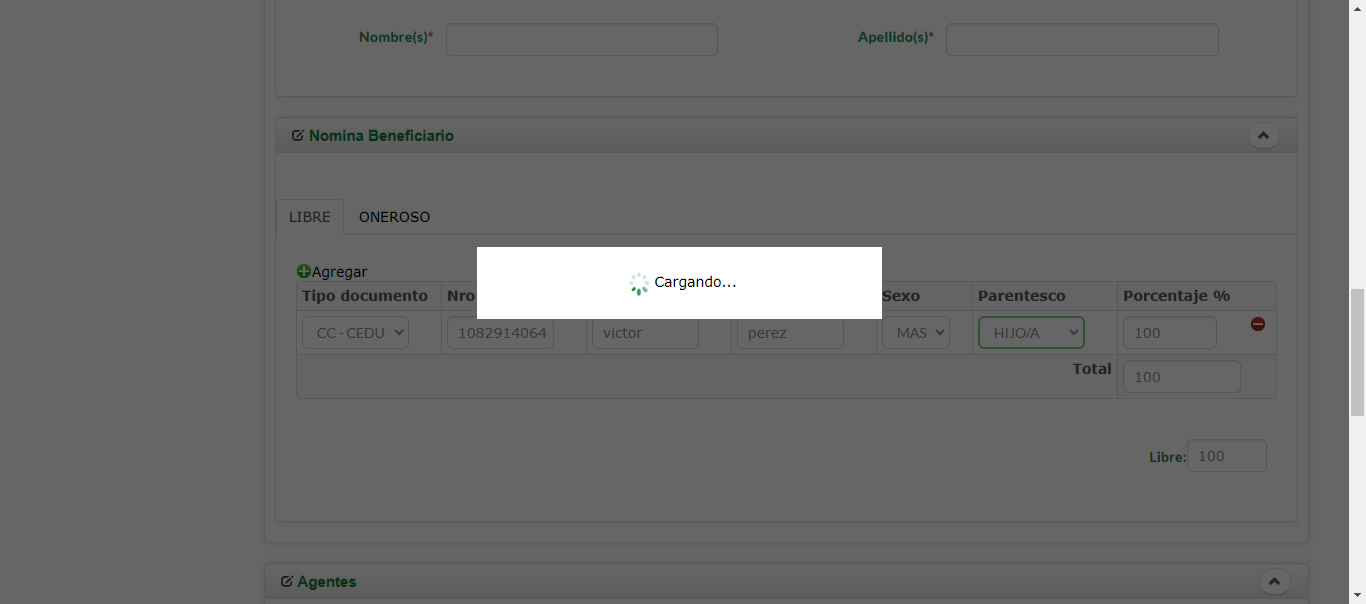 Nombre(s)* Apellido(s)*
Nomina Beneficiario
LIBRE ONEROSO
Cargando...
Agregar
Tipo documento Nro Sexo Parentesco Porcentaje %
CC - CEDU 1082914064 victor perez MAS HIJO/A 100
Total 100
Libre: 100
Agentes